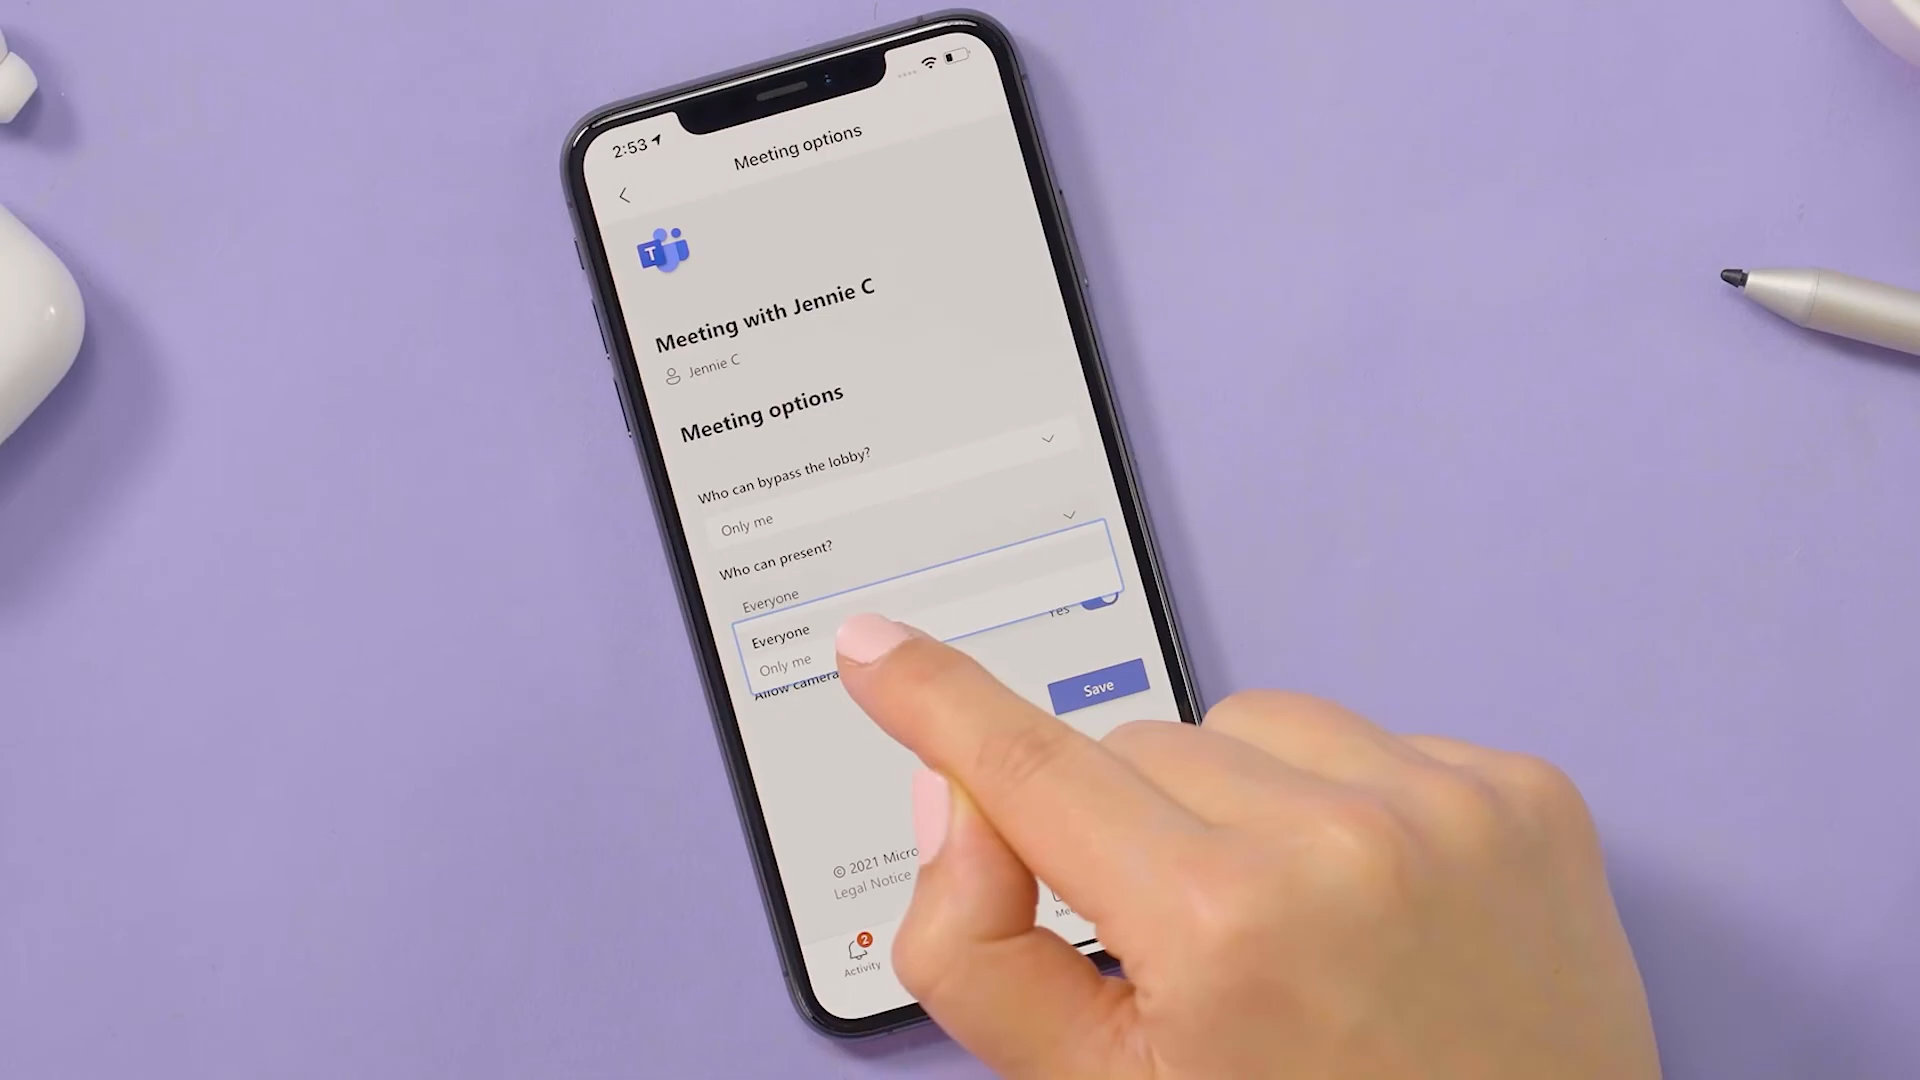 2:53
Meeting options
T
Meeting with Jennie C
Jennie C
Meeting options
Who can bypass the lobby?
Only me
Who can present?
Everyone
Everyone
Only me
Yes
Allow camera
Save
© 2021 Micro
Legal Notice
2
Activity